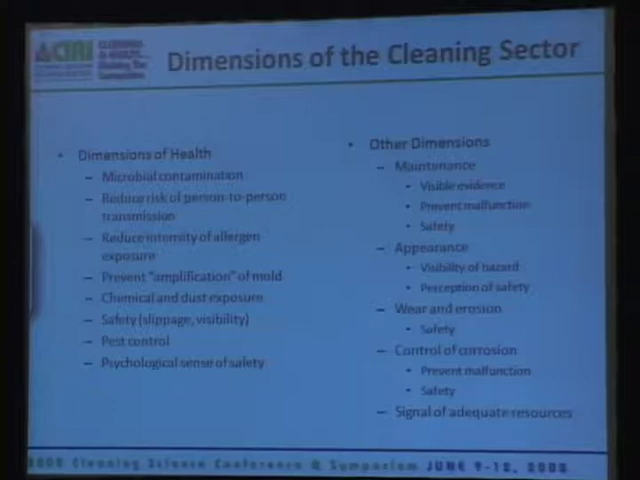 CIRI
Dimensions of the Cleaning Sector
• Dimensions of Health
– Microbial contamination
– Reduce risk of person-to-person
transmission
– Reduce intensity of allergen
exposure
– Prevent "amplification" of mold
– Chemical and dust exposure
– Safety (slippage, visibility)
– Pest control
– Psychological sense of safety
• Other Dimensions
– Maintenance
• Visible evidence
• Prevent malfunction
• Safety
– Appearance
• Visibility of hazard
• Perception of safety
– Wear and erosion
• Safety
– Control of corrosion
• Prevent malfunction
• Safety
– Signal of adequate resources
2008 Cleaning Science Conference & Symposium JUNE 9-12, 2008